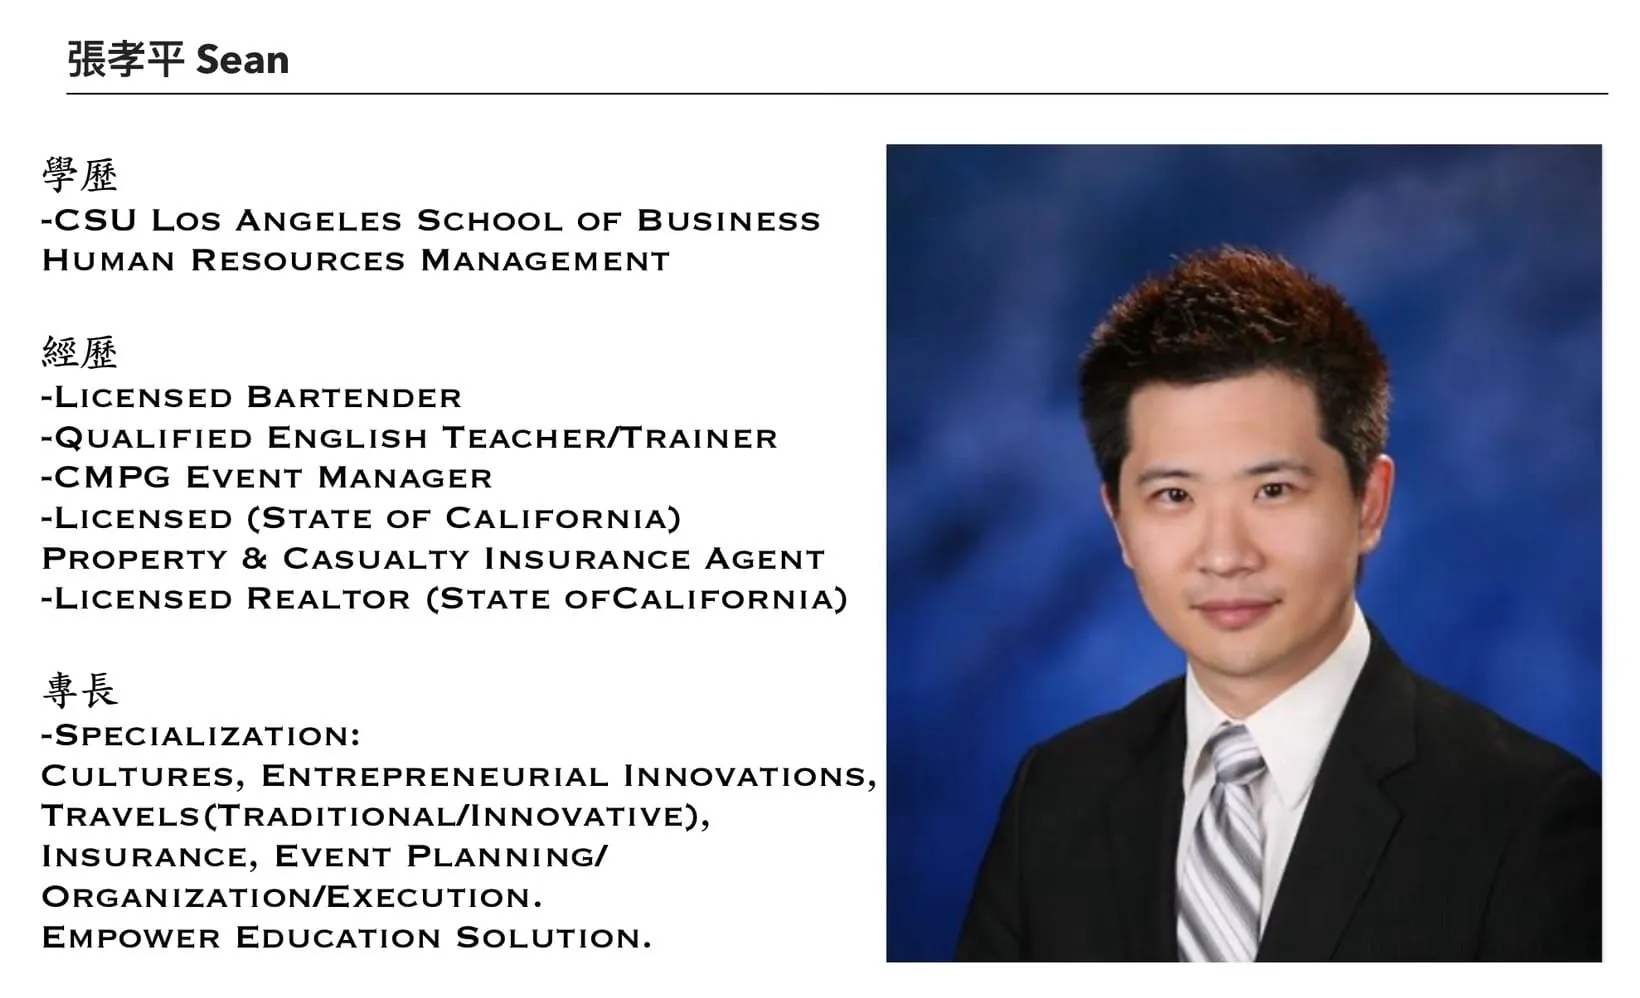 張孝平 Sean
學歷
-CSU Los Angeles School of Business
Human Resources Management
經歷
-Licensed Bartender
-Qualified English Teacher/Trainer
-CMPG Event Manager
-Licensed (State of California)
Property & Casualty Insurance Agent
-Licensed Realtor (State ofCalifornia)
專長
-Specialization:
Cultures, Entrepreneurial Innovations,
Travels(Traditional/Innovative),
Insurance, Event Planning/
Organization/Execution.
Empower Education Solution.